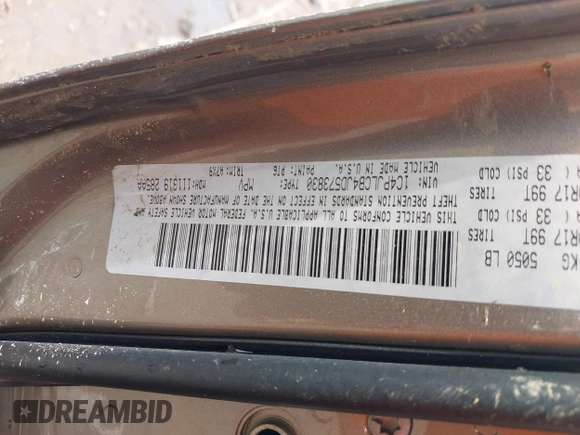 KG 5050 LB
R17 99T TIRES
33 PSI) COLD
R17 99T TIRES
33 PSI) COLD
THIS VEHICLE CONFORMS TO ALL APPLICABLE U.S.A. FEDERAL MOTOR VEHICLE SAFETY AND
THEFT PREVENTION STANDARDS IN EFFECT ON THE DATE OF MANUFACTURE SHOWN ABOVE.
VIN: 1C4PJLCB4JD573830 TYPE: MPV MDH:111319 285AA
VEHICLE MADE IN U.S.A. PAINT: PTG TRIM:A7X9
DREAMBID